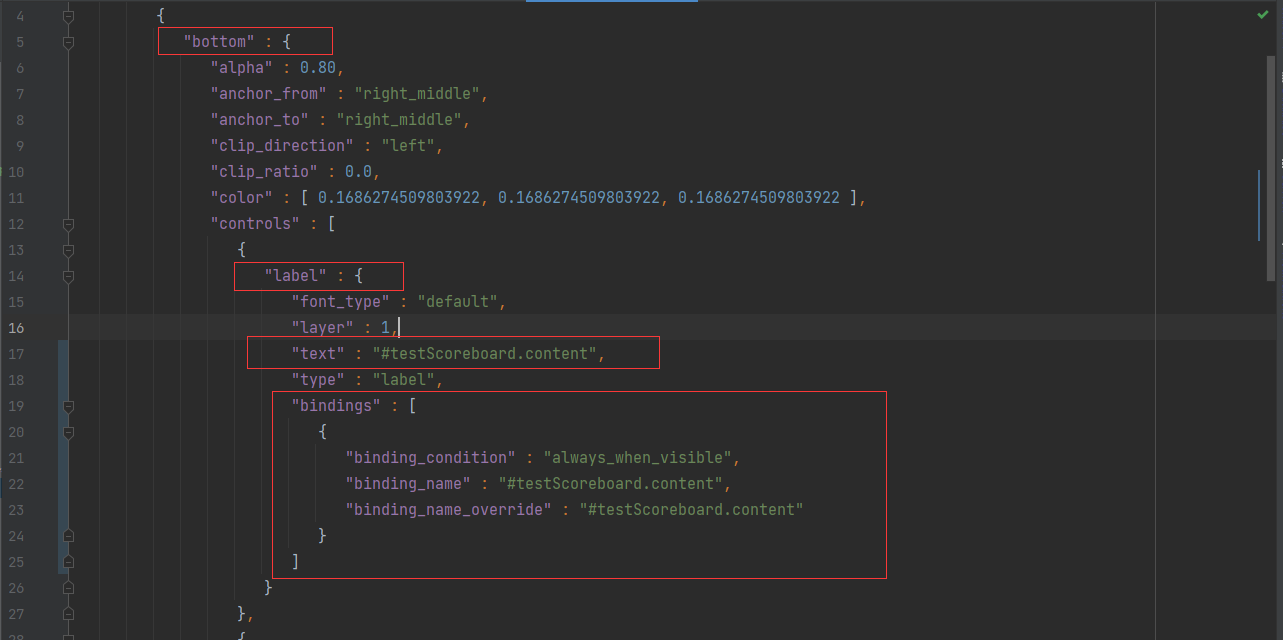 4 {
5 "bottom" : {
6 "alpha" : 0.80,
7 "anchor_from" : "right_middle",
8 "anchor_to" : "right_middle",
9 "clip_direction" : "left",
10 "clip_ratio" : 0.0,
11 "color" : [ 0.1686274509803922, 0.1686274509803922, 0.1686274509803922 ],
12 "controls" : [
13 {
14 "label" : {
15 "font_type" : "default",
16 "layer" : 1,
17 "text" : "#testScoreboard.content",
18 "type" : "label",
19 "bindings" : [
20 {
21 "binding_condition" : "always_when_visible",
22 "binding_name" : "#testScoreboard.content",
23 "binding_name_override" : "#testScoreboard.content"
24 }
25 ]
26 }
27 },
28 {